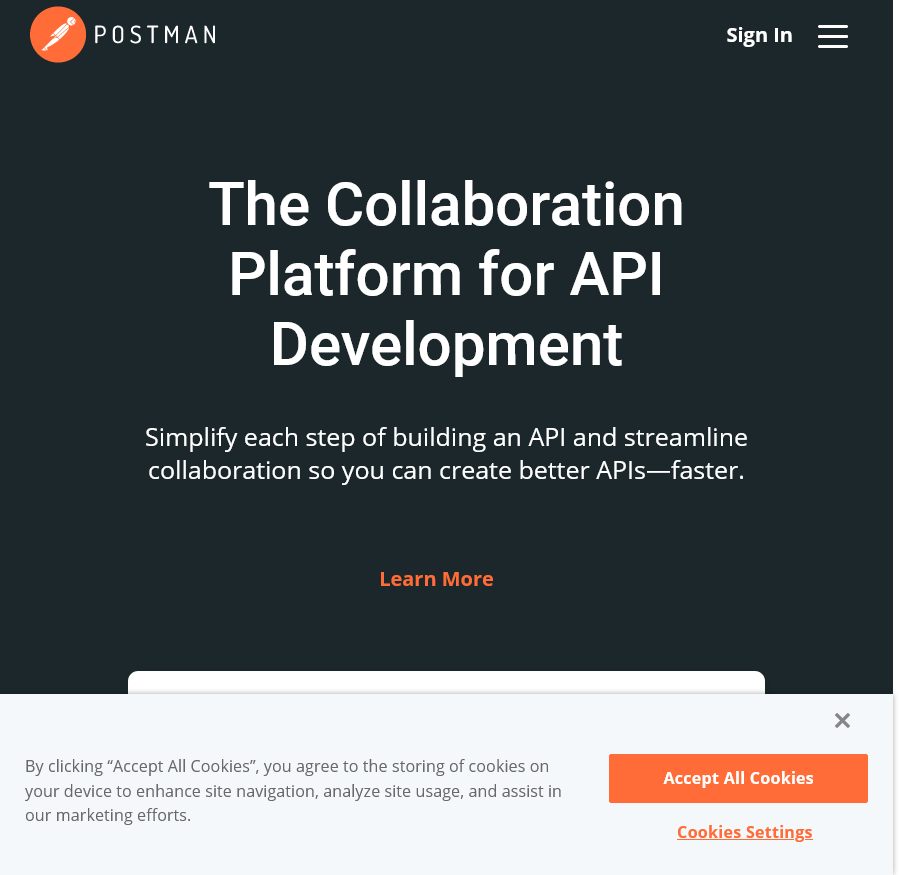 POSTMAN
Sign In
The Collaboration
Platform for API
Development
Simplify each step of building an API and streamline
collaboration so you can create better APIs—faster.
Learn More
By clicking “Accept All Cookies”, you agree to the storing of cookies on
your device to enhance site navigation, analyze site usage, and assist in
our marketing efforts.
Accept All Cookies
Cookies Settings